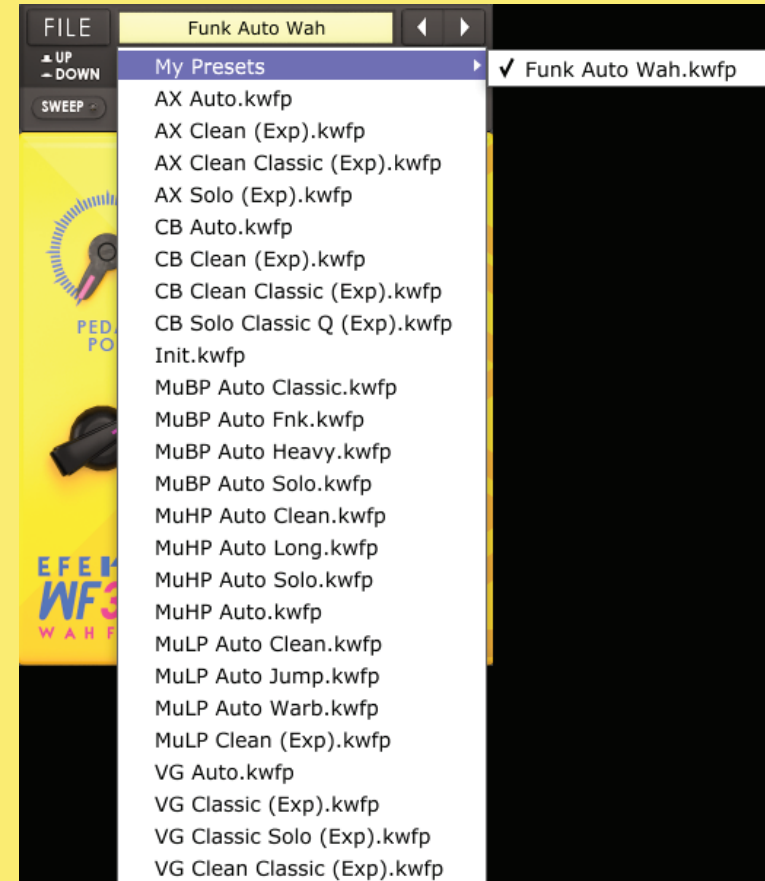 FILE
Funk Auto Wah
UP
DOWN
SWEEP
My Presets
✓ Funk Auto Wah.kwfp
AX Auto.kwfp
AX Clean (Exp).kwfp
AX Clean Classic (Exp).kwfp
AX Solo (Exp).kwfp
CB Auto.kwfp
CB Clean (Exp).kwfp
CB Clean Classic (Exp).kwfp
CB Solo Classic Q (Exp).kwfp
Init.kwfp
MuBP Auto Classic.kwfp
MuBP Auto Fnk.kwfp
MuBP Auto Heavy.kwfp
MuBP Auto Solo.kwfp
MuHP Auto Clean.kwfp
MuHP Auto Long.kwfp
MuHP Auto Solo.kwfp
MuHP Auto.kwfp
MuLP Auto Clean.kwfp
MuLP Auto Jump.kwfp
MuLP Auto Warb.kwfp
MuLP Clean (Exp).kwfp
VG Auto.kwfp
VG Classic (Exp).kwfp
VG Classic Solo (Exp).kwfp
VG Clean Classic (Exp).kwfp